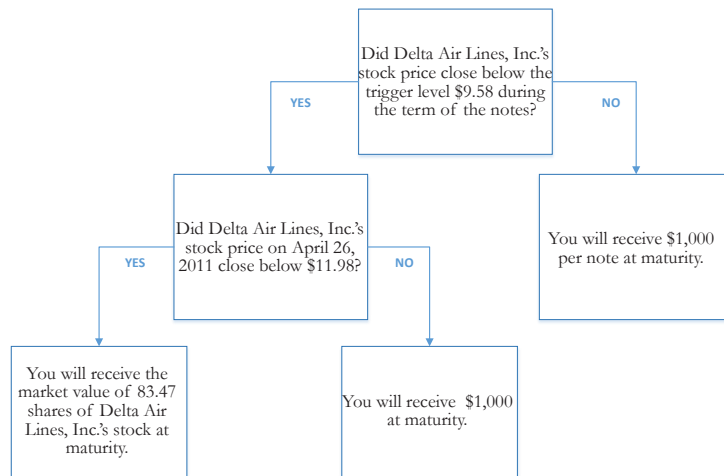 Did Delta Air Lines, Inc.'s
stock price close below the
trigger level $9.58 during
the term of the notes?
YES
NO
Did Delta Air Lines, Inc.'s
stock price on April 26,
2011 close below $11.98?
You will receive $1,000
per note at maturity.
YES
NO
You will receive the
market value of 83.47
shares of Delta Air
Lines, Inc.'s stock at
maturity.
You will receive $1,000
at maturity.